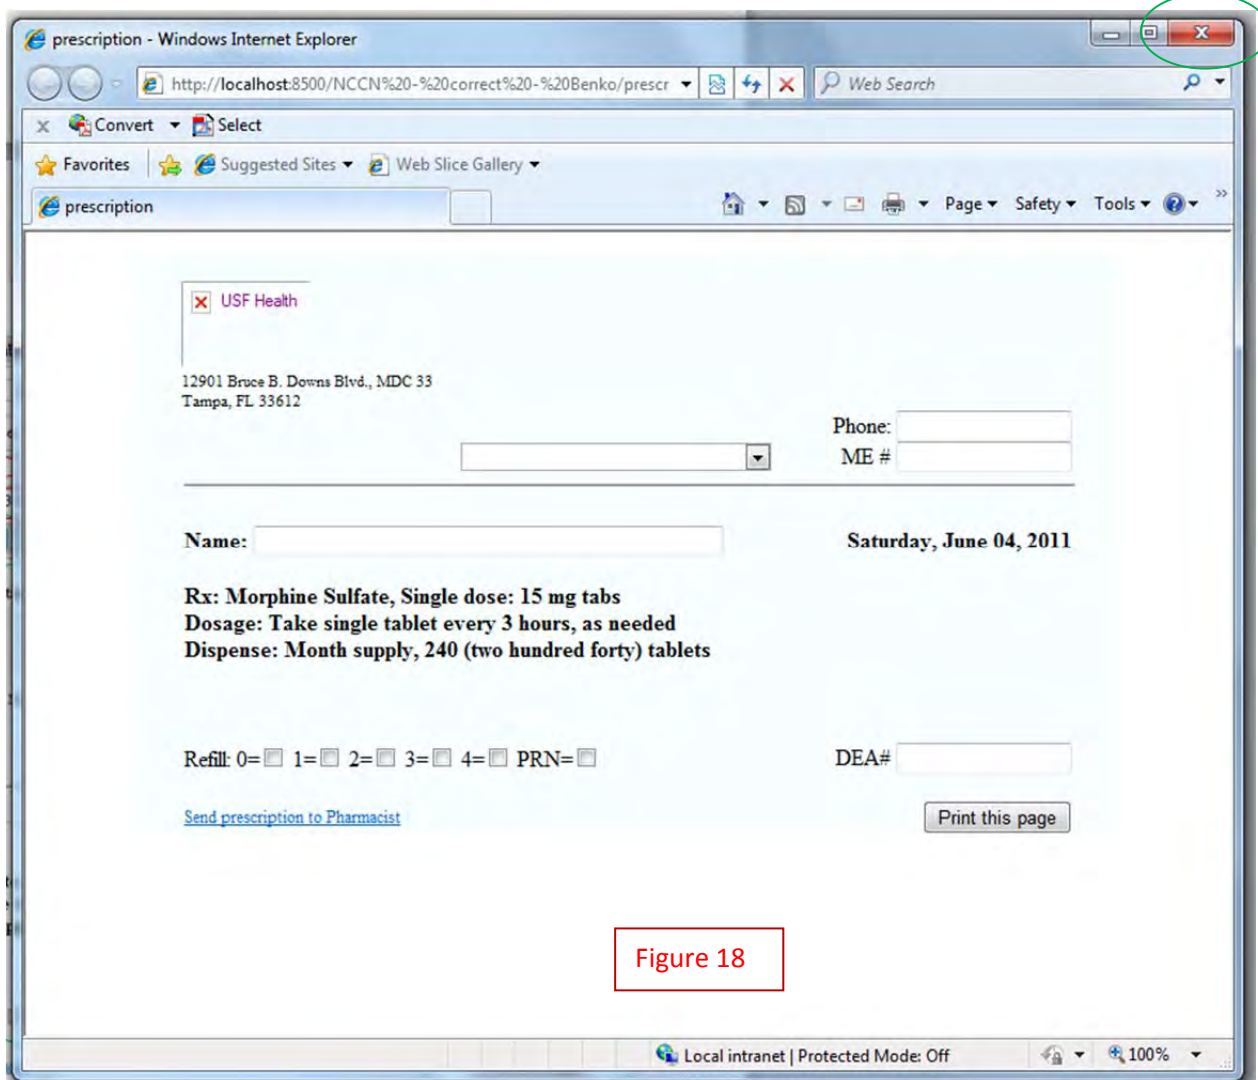 prescription - Windows Internet Explorer
http://localhost:8500/NCCN%20-%20correct%20-%20Benko/prescr
Web Search
x Convert Select
Favorites Suggested Sites Web Slice Gallery
prescription Page Safety Tools »
USF Health
12901 Bruce B. Downs Blvd., MDC 33
Tampa, FL 33612
Phone:
ME #
Name: Saturday, June 04, 2011
Rx: Morphine Sulfate, Single dose: 15 mg tabs
Dosage: Take single tablet every 3 hours, as needed
Dispense: Month supply, 240 (two hundred forty) tablets
Refill: 0= 1= 2= 3= 4= PRN= DEA#
Send prescription to Pharmacist Print this page
Figure 18
Local intranet | Protected Mode: Off 100%